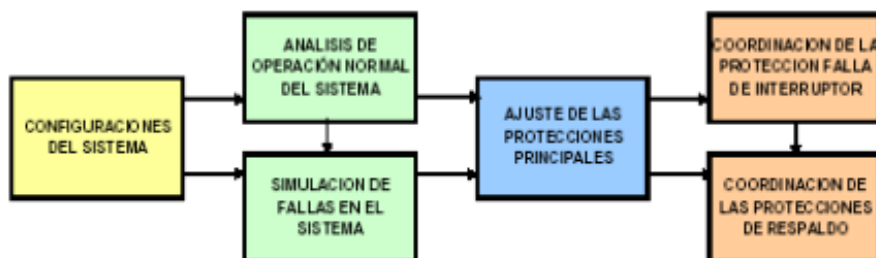 CONFIGURACIONES
DEL SISTEMA
ANALISIS DE
OPERACIÓN NORMAL
DEL SISTEMA
SIMULACION DE
FALLAS EN EL
SISTEMA
AJUSTE DE LAS
PROTECCIONES
PRINCIPALES
COORDINACION DE LA
PROTECCION FALLA
DE INTERRUPTOR
COORDINACION DE
LAS PROTECCIONES
DE RESPALDO